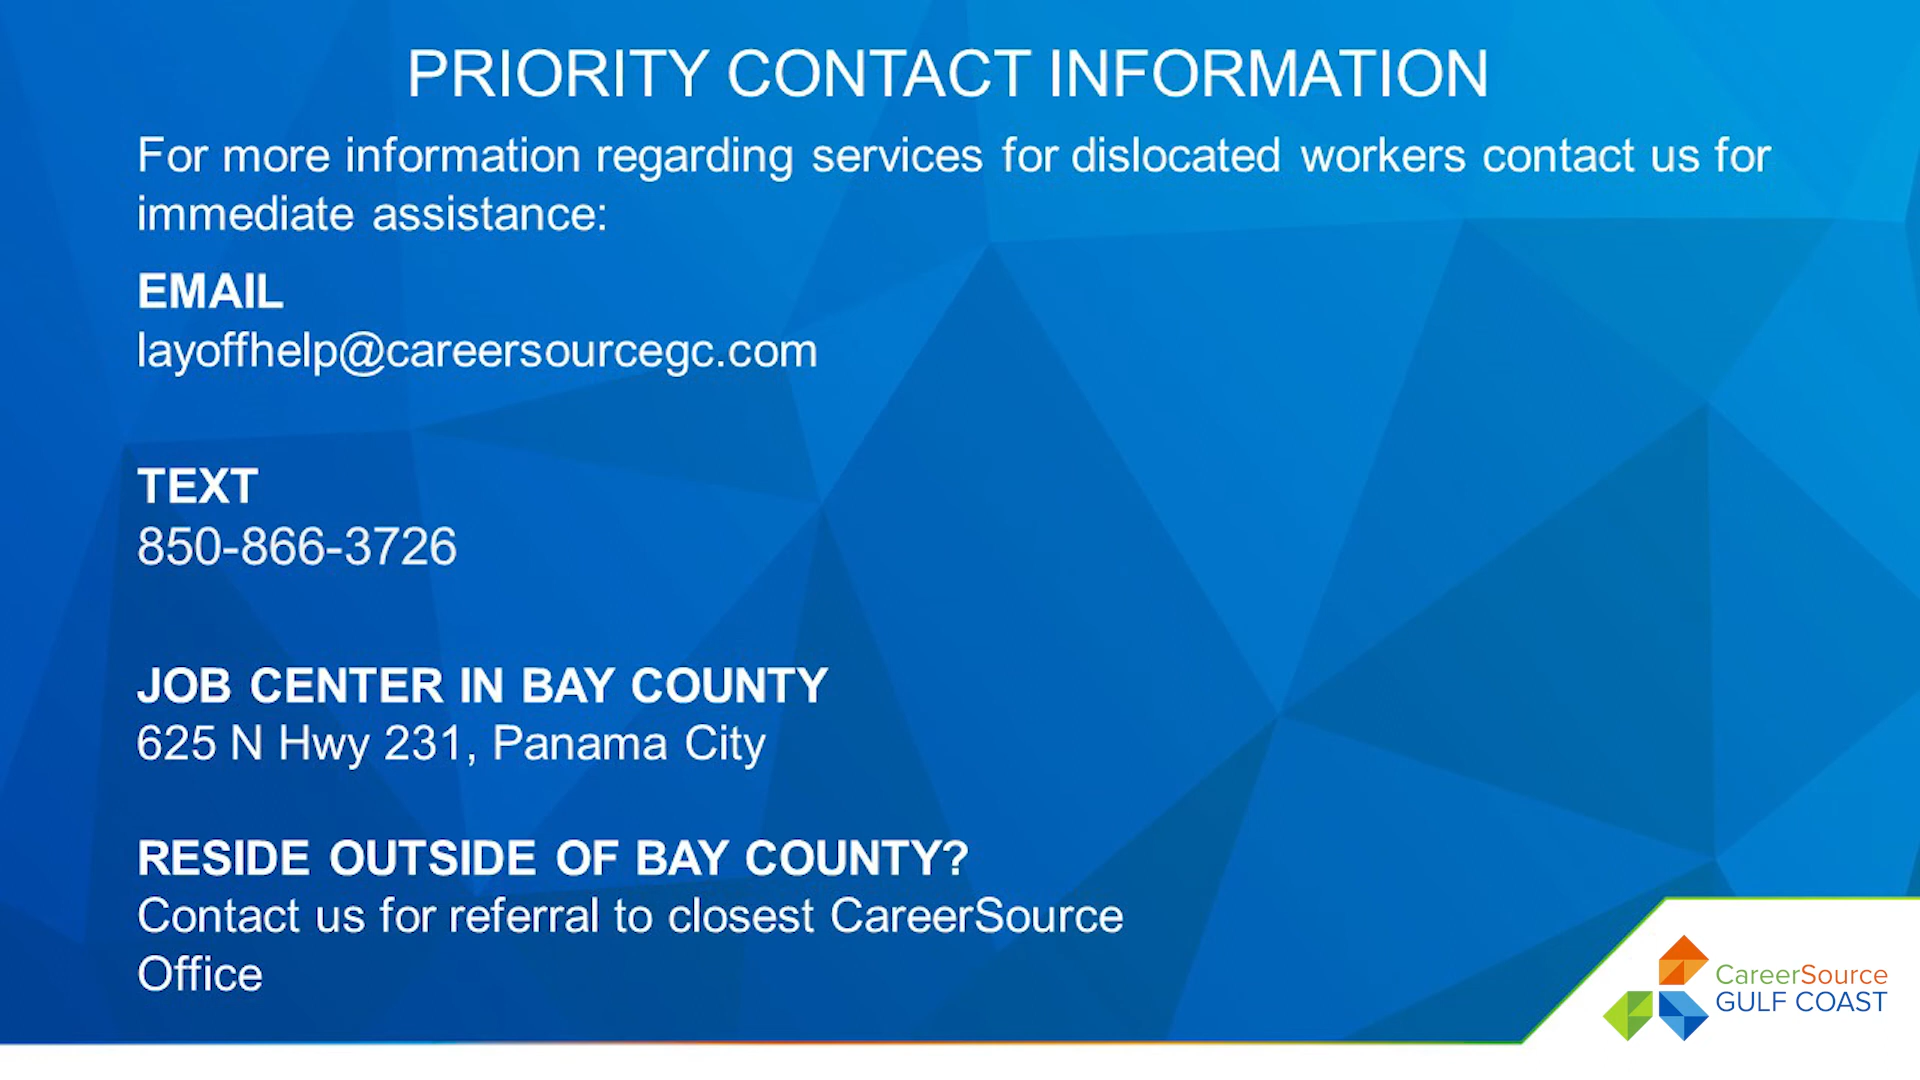 PRIORITY CONTACT INFORMATION
For more information regarding services for dislocated workers contact us for
immediate assistance:
EMAIL
layoffhelp@careersourcegc.com
TEXT
850-866-3726
JOB CENTER IN BAY COUNTY
625 N Hwy 231, Panama City
RESIDE OUTSIDE OF BAY COUNTY?
Contact us for referral to closest CareerSource
Office
CareerSource
GULF COAST